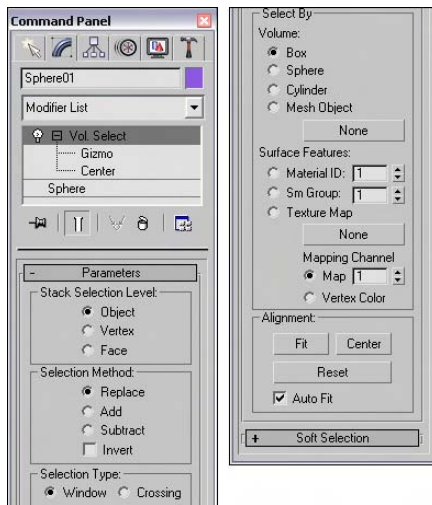 Command Panel
Sphere01
Modifier List
Vol. Select
Gizmo
Center
Sphere
- Parameters
Stack Selection Level:
Object
Vertex
Face
Selection Method:
Replace
Add
Subtract
Invert
Selection Type:
Window Crossing
Select By
Volume:
Box
Sphere
Cylinder
Mesh Object
None
Surface Features:
Material ID: 1
Sm Group: 1
Texture Map
None
Mapping Channel
Map 1
Vertex Color
Alignment:
Fit Center
Reset
Auto Fit
+ Soft Selection